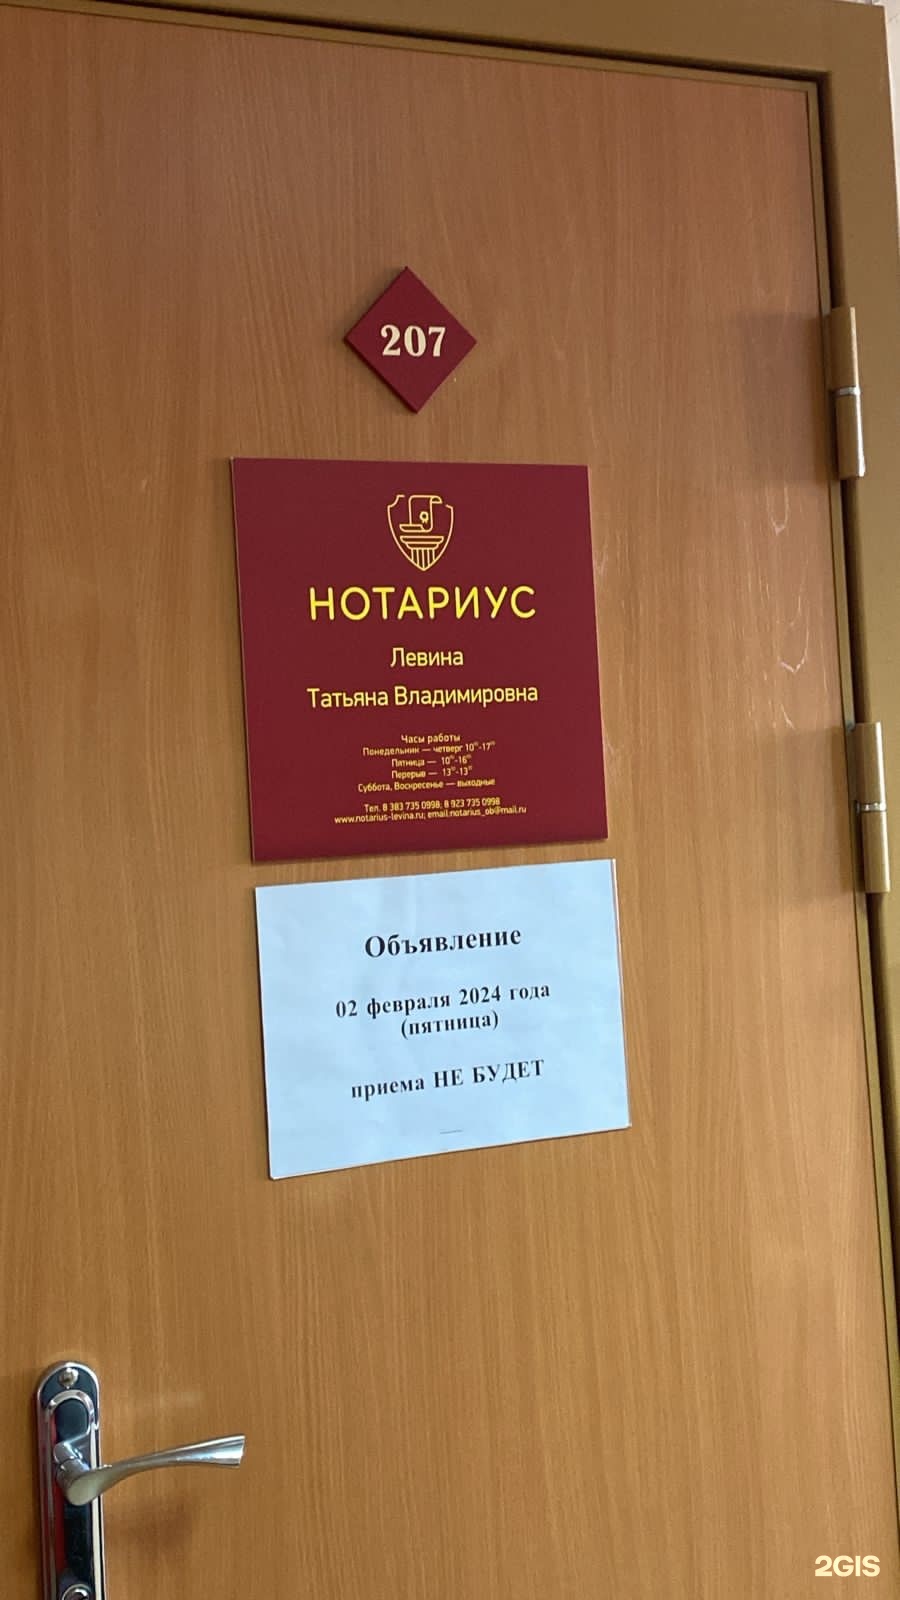 207
НОТАРИУС
Левина
Татьяна Владимировна
Часы работы
Понедельник — четверг 10⁰⁰-17⁰⁰
Пятница — 10⁰⁰-16⁰⁰
Перерыв — 13⁰⁰-13
Суббота, Воскресенье — выходные
Тел. 8 383 735 0998; 8 923 735 0998
www.notarius-levina.ru; email:notarius_ob@mail.ru
Объявление
02 февраля 2024 года
(пятница)
приема НЕ БУДЕТ
2GIS